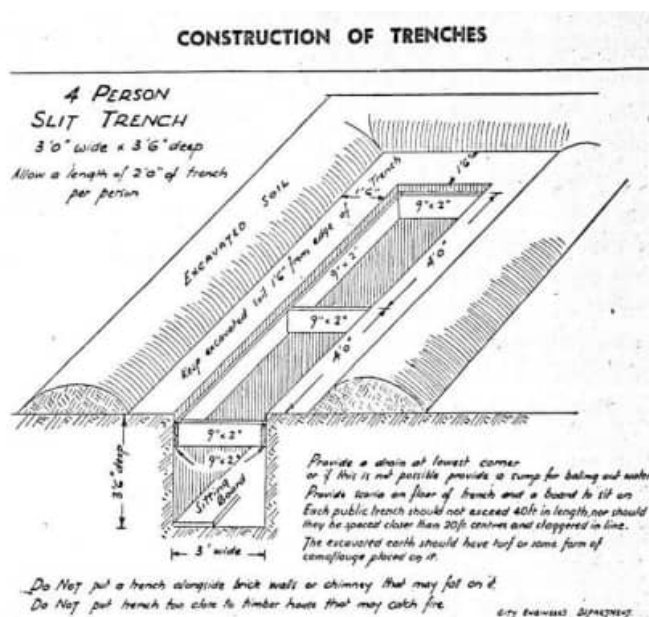 CONSTRUCTION OF TRENCHES
4 PERSON
SLIT TRENCH
3'0" wide x 3'6" deep
Allow a length of 2'0" of trench
per person
EXCAVATED SOIL
Keep excavated soil 1'6" from edge of Trench
1'6"
1'6"
9" x 2"
9" x 2"
4'0"
9" x 2"
4'0"
9" x 2"
9" x 2"
Sitting Board
3'6" deep
3' wide
Provide a drain at lowest corner
or if this is not possible provide a sump for baling out water
Provide scoria on floor of trench and a board to sit on
Each public trench should not exceed 40ft in length, nor should
they be spaced closer than 20ft centres and staggered in line.
The excavated earth should have turf or some form of
camoflouge placed on it.
Do NOT put a trench alongside brick walls or chimney that may fall on it.
Do NOT put trench too close to timber house that may catch fire
CITY ENGINEERS DEPARTMENT.